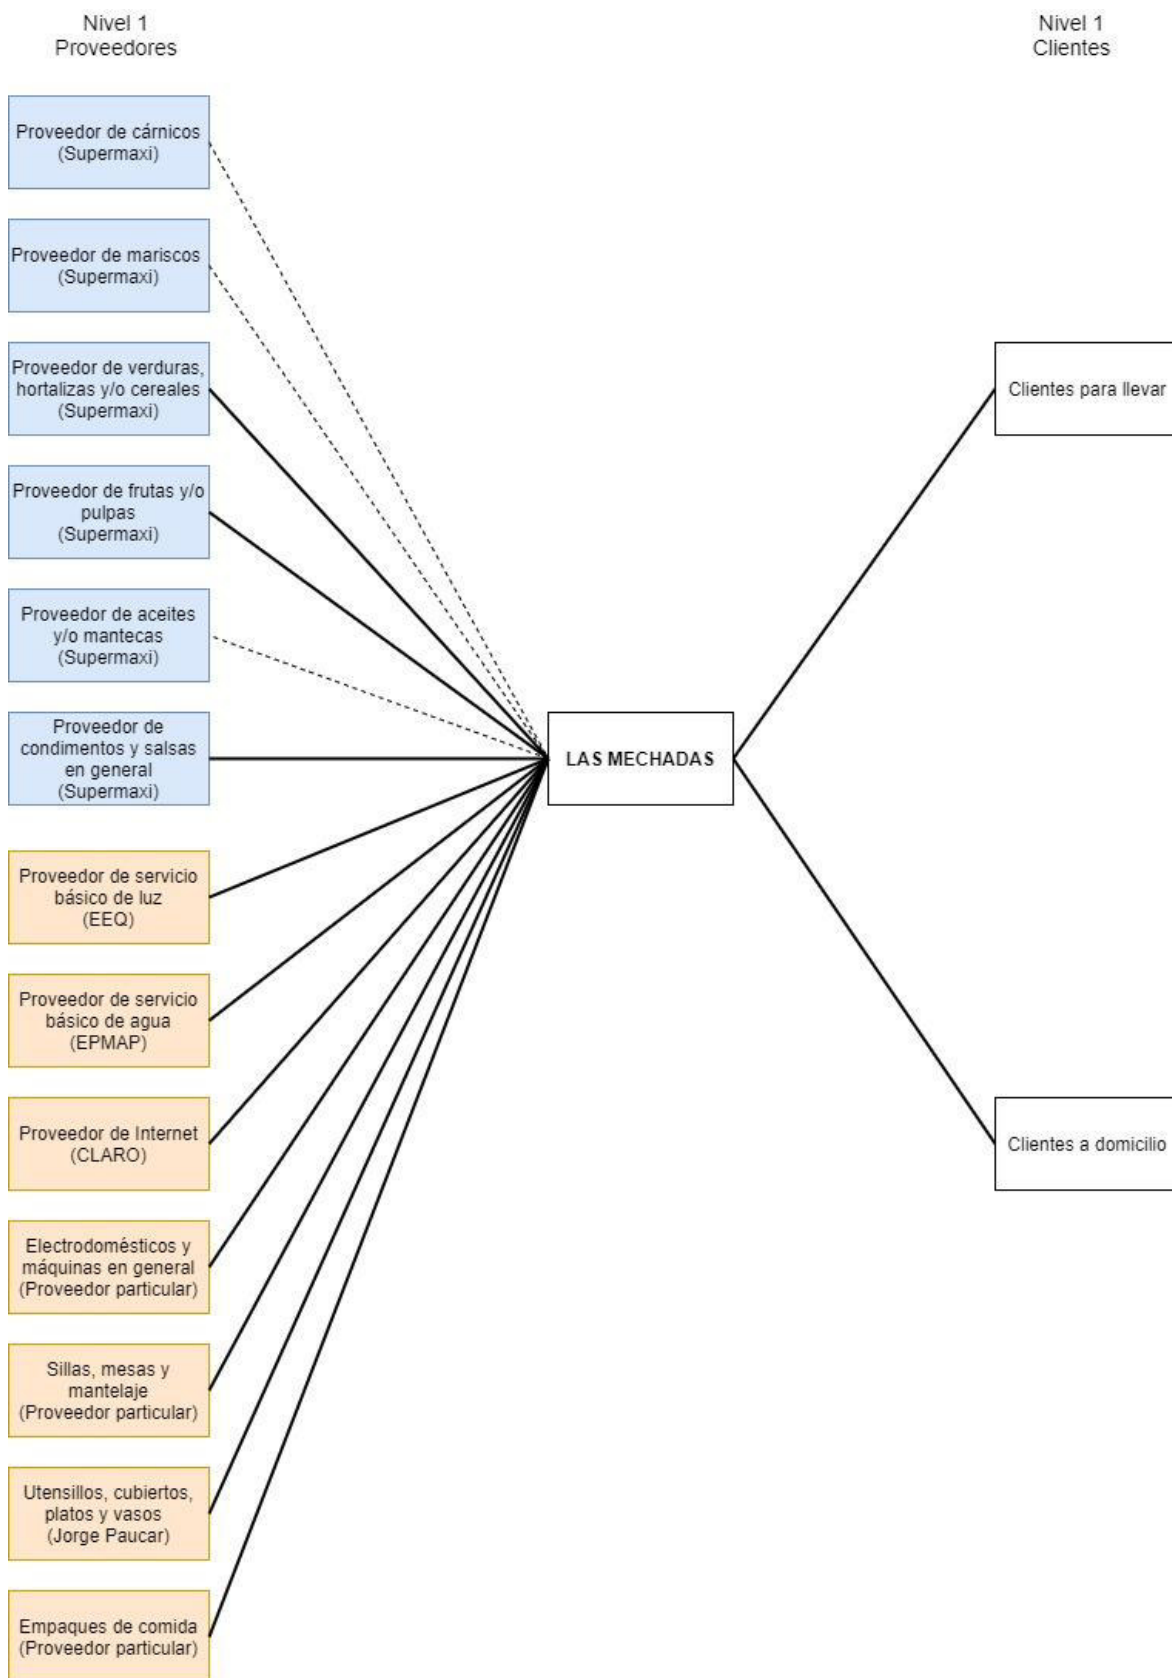 Nivel 1
Proveedores
Nivel 1
Clientes
Proveedor de cárnicos
(Supermaxi)
Proveedor de mariscos
(Supermaxi)
Proveedor de verduras,
hortalizas y/o cereales
(Supermaxi)
Clientes para llevar
Proveedor de frutas y/o
pulpas
(Supermaxi)
Proveedor de aceites
y/o mantecas
(Supermaxi)
Proveedor de
condimentos y salsas
en general
(Supermaxi)
LAS MECHADAS
Proveedor de servicio
básico de luz
(EEQ)
Proveedor de servicio
básico de agua
(EPMAP)
Proveedor de Internet
(CLARO)
Clientes a domicilio
Electrodomésticos y
máquinas en general
(Proveedor particular)
Sillas, mesas y
mantelaje
(Proveedor particular)
Utensillos, cubiertos,
platos y vasos
(Jorge Paucar)
Empaques de comida
(Proveedor particular)